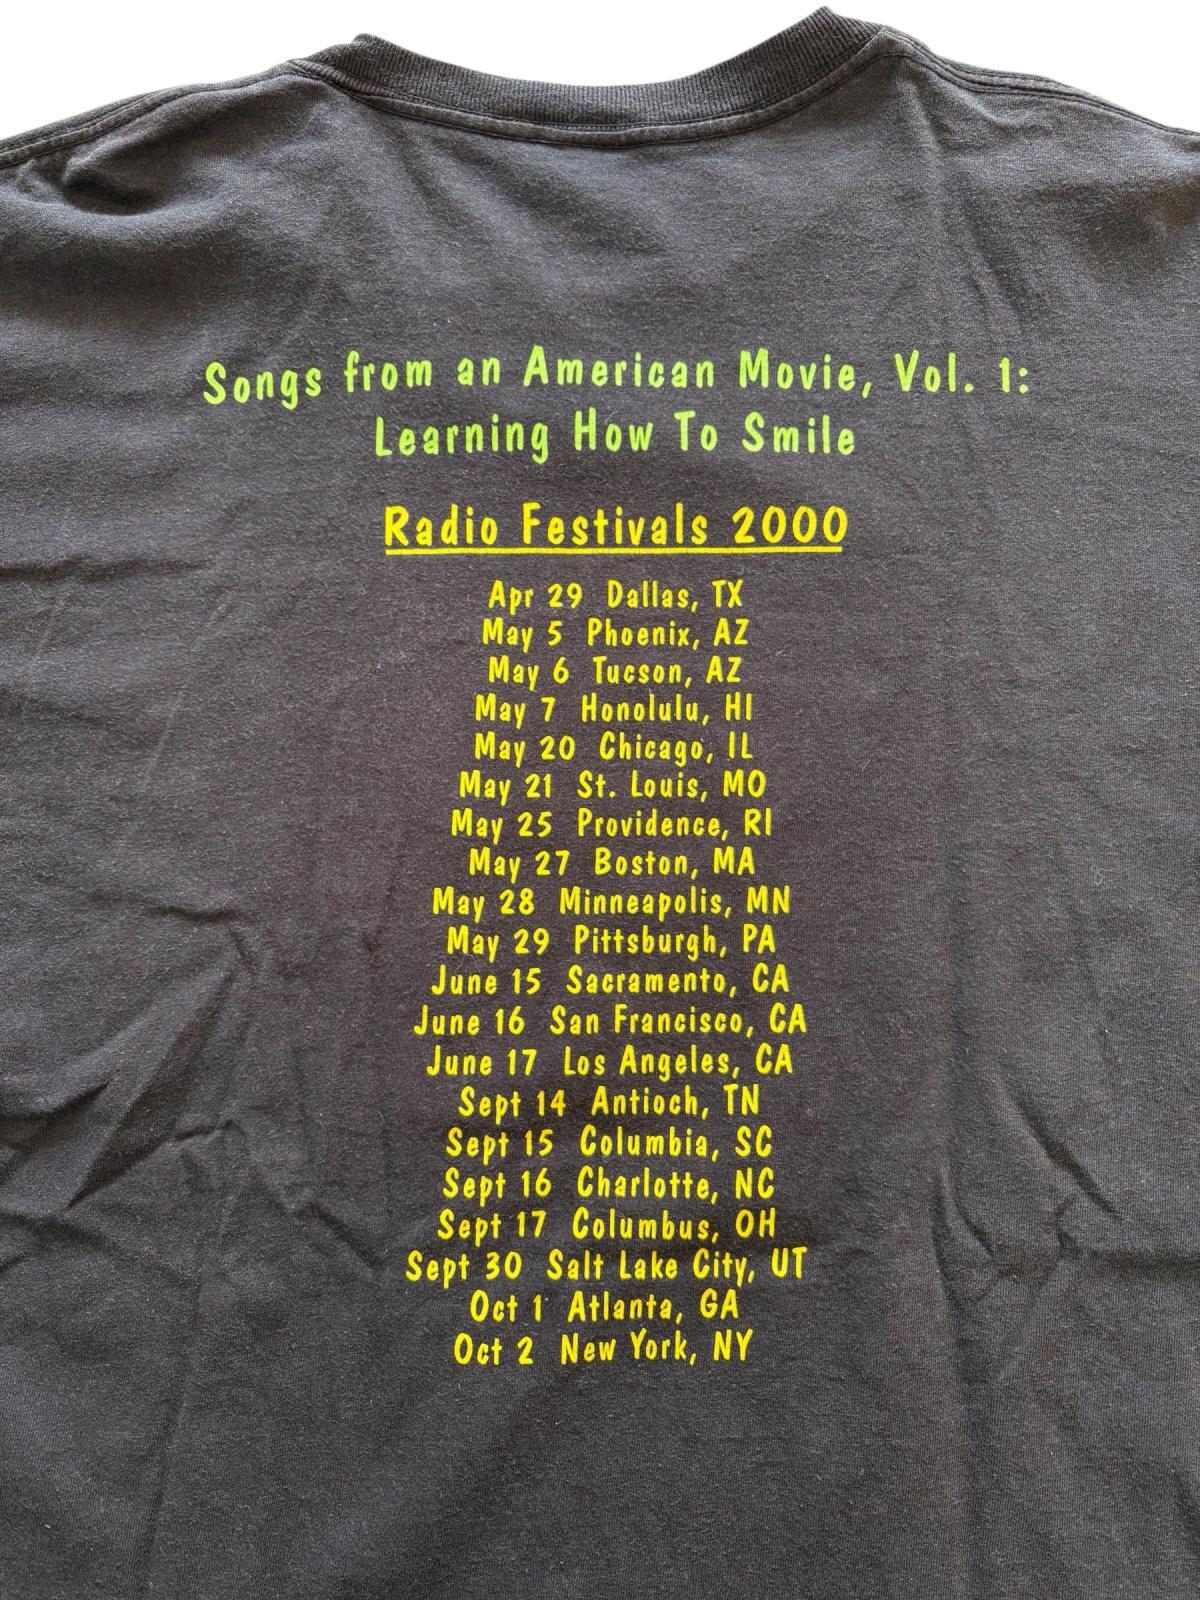 Songs from an American Movie, Vol. 1:
Learning How To Smile
Radio Festivals 2000
Apr 29 Dallas, TX
May 5 Phoenix, AZ
May 6 Tucson, AZ
May 7 Honolulu, HI
May 20 Chicago, IL
May 21 St. Louis, MO
May 25 Providence, RI
May 27 Boston, MA
May 28 Minneapolis, MN
May 29 Pittsburgh, PA
June 15 Sacramento, CA
June 16 San Francisco, CA
June 17 Los Angeles, CA
Sept 14 Antioch, TN
Sept 15 Columbia, SC
Sept 16 Charlotte, NC
Sept 17 Columbus, OH
Sept 30 Salt Lake City, UT
Oct 1 Atlanta, GA
Oct 2 New York, NY